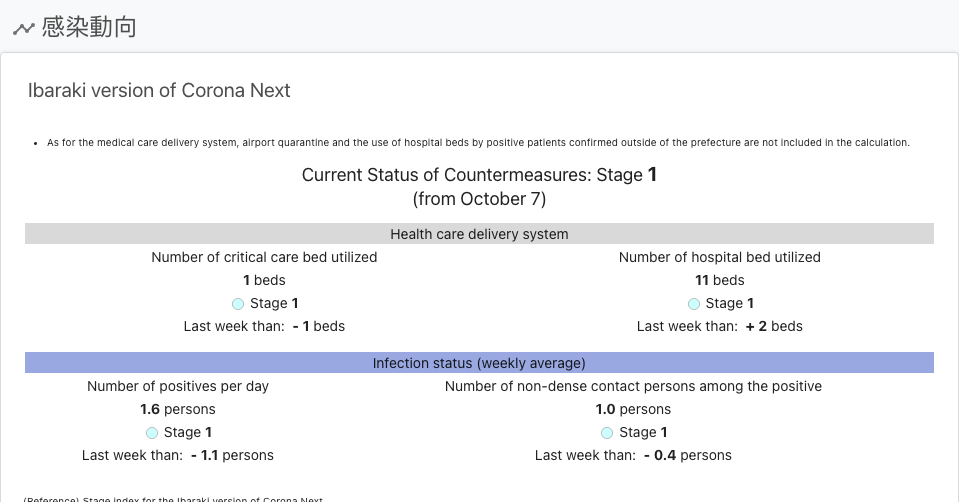 感染動向
Ibaraki version of Corona Next
• As for the medical care delivery system, airport quarantine and the use of hospital beds by positive patients confirmed outside of the prefecture are not included in the calculation.
Current Status of Countermeasures: Stage 1
(from October 7)
Health care delivery system
Number of critical care bed utilized
1 beds
Stage 1
Last week than: - 1 beds
Number of hospital bed utilized
11 beds
Stage 1
Last week than: + 2 beds
Infection status (weekly average)
Number of positives per day
1.6 persons
Stage 1
Last week than: - 1.1 persons
Number of non-dense contact persons among the positive
1.0 persons
Stage 1
Last week than: - 0.4 persons
(Reference) Stage index for the Ibaraki version of Corona Next